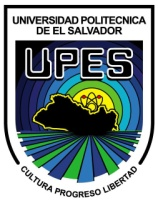 UNIVERSIDAD POLITECNICA
DE EL SALVADOR
UPES
CULTURA PROGRESO LIBERTAD